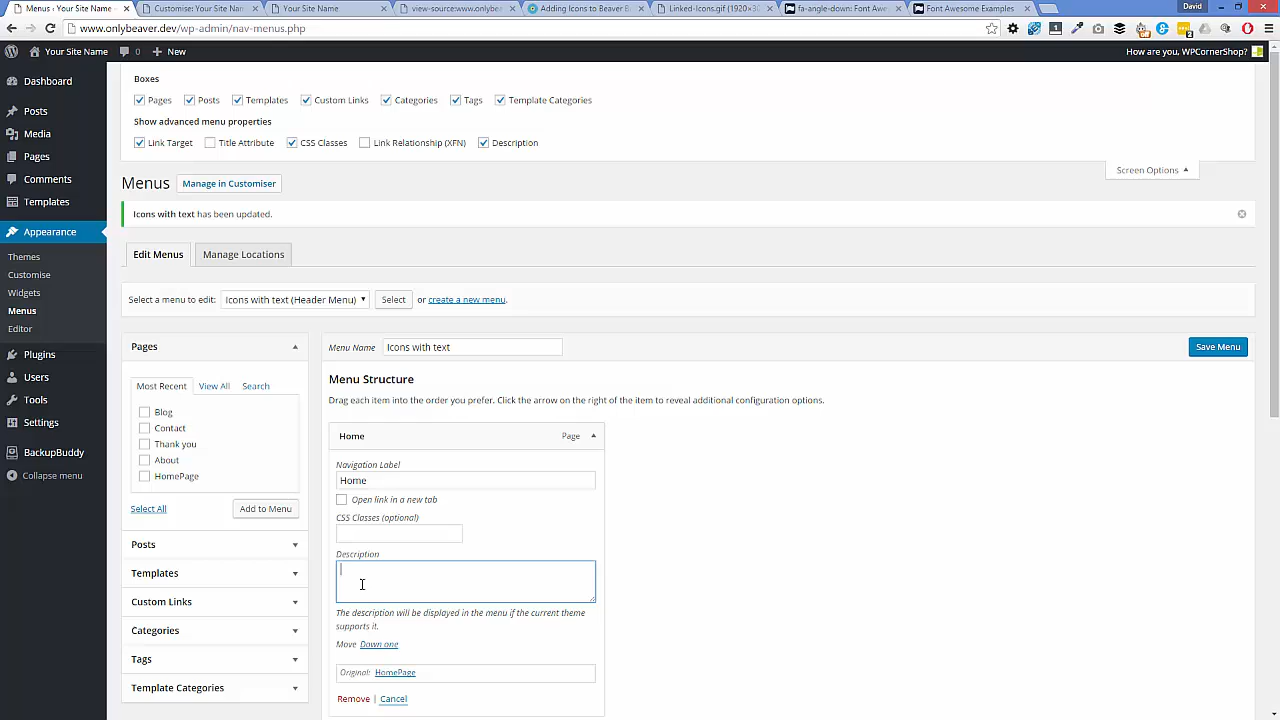 Menus ‹ Your Site Name -
Customise: Your Site Nam
Your Site Name
view-source:www.onlybea
Adding Icons to Beaver B
Linked-Icons.gif (1920×90
fa-angle-down: Font Awe
Font Awesome Examples
David
www.onlybeaver.dev/wp-admin/nav-menus.php
Your Site Name 0 New
How are you, WPCornerShop?
Dashboard
Posts
Media
Pages
Comments
Templates
Appearance
Themes
Customise
Widgets
Menus
Editor
Plugins
Users
Tools
Settings
BackupBuddy
Collapse menu
Boxes
Pages Posts Templates Custom Links Categories Tags Template Categories
Show advanced menu properties
Link Target Title Attribute CSS Classes Link Relationship (XFN) Description
Screen Options
Menus Manage in Customiser
Icons with text has been updated.
Edit Menus Manage Locations
Select a menu to edit: Icons with text (Header Menu) Select or create a new menu.
Pages
Most Recent View All Search
Blog
Contact
Thank you
About
HomePage
Select All Add to Menu
Posts
Templates
Custom Links
Categories
Tags
Template Categories
Menu Name Icons with text Save Menu
Menu Structure
Drag each item into the order you prefer. Click the arrow on the right of the item to reveal additional configuration options.
Home Page
Navigation Label
Home
Open link in a new tab
CSS Classes (optional)
Description
The description will be displayed in the menu if the current theme
supports it.
Move Down one
Original: HomePage
Remove | Cancel